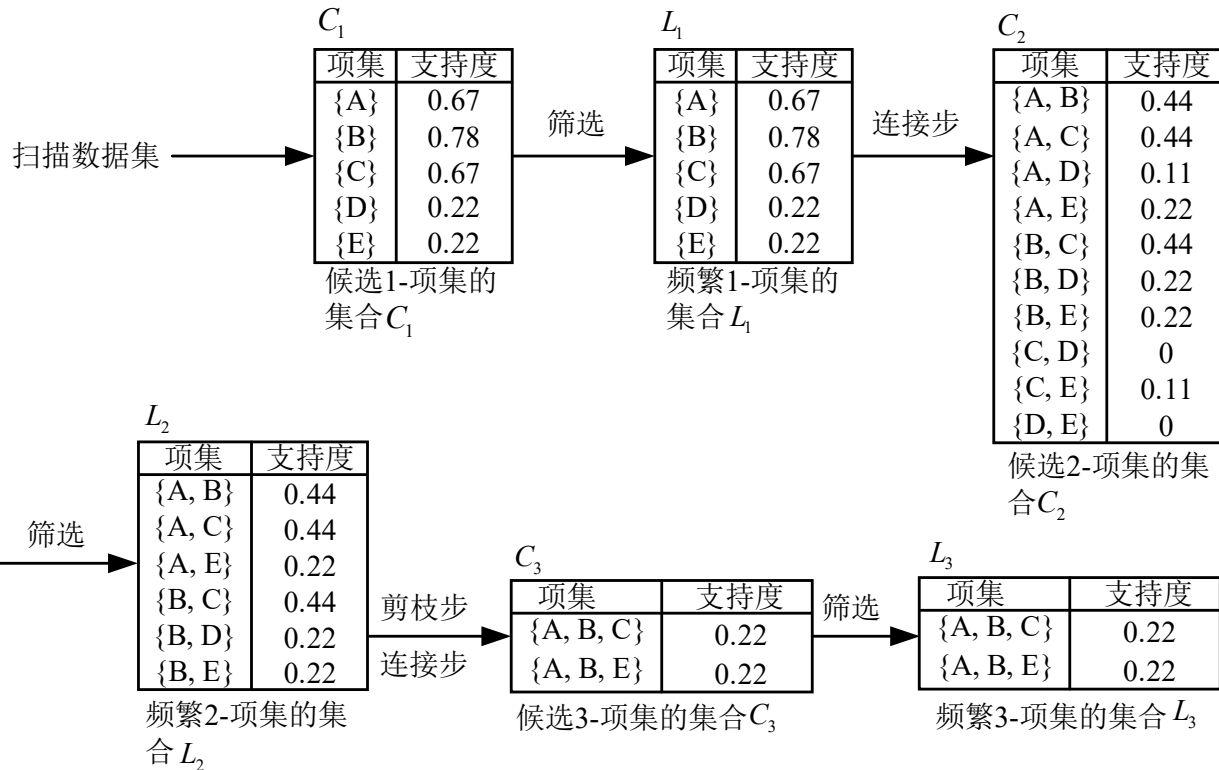 C₁
项集 支持度
{A} 0.67
{B} 0.78
{C} 0.67
{D} 0.22
{E} 0.22
候选1-项集的
集合C₁
扫描数据集
筛选
L₁
项集 支持度
{A} 0.67
{B} 0.78
{C} 0.67
{D} 0.22
{E} 0.22
频繁1-项集的
集合L₁
连接步
C₂
项集 支持度
{A, B} 0.44
{A, C} 0.44
{A, D} 0.11
{A, E} 0.22
{B, C} 0.44
{B, D} 0.22
{B, E} 0.22
{C, D} 0
{C, E} 0.11
{D, E} 0
候选2-项集的集
合C₂
筛选
L₂
项集 支持度
{A, B} 0.44
{A, C} 0.44
{A, E} 0.22
{B, C} 0.44
{B, D} 0.22
{B, E} 0.22
频繁2-项集的集
合L₂
剪枝步
连接步
C₃
项集 支持度
{A, B, C} 0.22
{A, B, E} 0.22
候选3-项集的集合C₃
筛选
L₃
项集 支持度
{A, B, C} 0.22
{A, B, E} 0.22
频繁3-项集的集合L₃